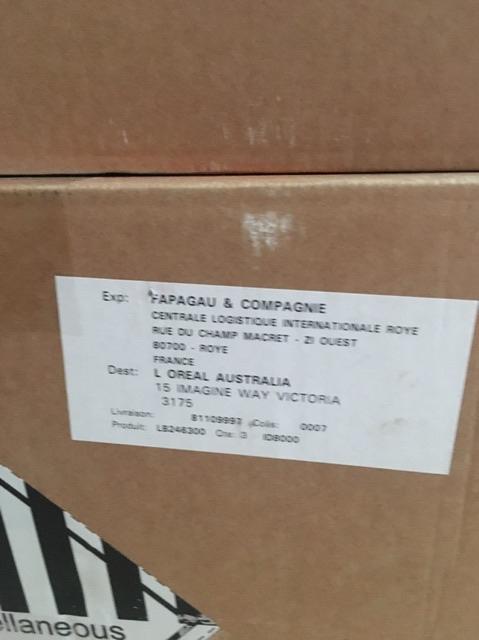 Exp: FAPAGAU & COMPAGNIE
CENTRALE LOGISTIQUE INTERNATIONALE ROYE
RUE DU CHAMP MACRET - ZI OUEST
80700 - ROYE
FRANCE
Dest: L OREAL AUSTRALIA
15 IMAGINE WAY VICTORIA
3175
Livraison: 81109997 Colis: 0007
Produit: LB246300 Qte: 3 ID8000
ellaneous